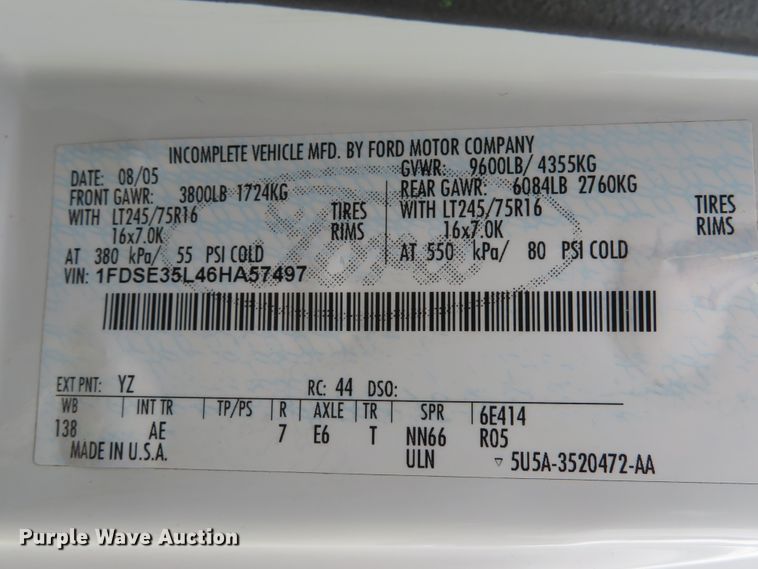 INCOMPLETE VEHICLE MFD. BY FORD MOTOR COMPANY
DATE: 08/05 GVWR: 9600LB/ 4355KG
FRONT GAWR: 3800LB 1724KG REAR GAWR: 6084LB 2760KG
WITH LT245/75R16 TIRES WITH LT245/75R16 TIRES
16x7.0K RIMS 16x7.0K RIMS
AT 380 kPa/ 55 PSI COLD AT 550 kPa/ 80 PSI COLD
VIN: 1FDSE35L46HA57497
EXT PNT: YZ RC: 44 DSO:
WB INT TR TP/PS R AXLE TR SPR 6E414
138 AE 7 E6 T NN66 R05
MADE IN U.S.A. ULN ▽ 5U5A-3520472-AA
Purple Wave Auction